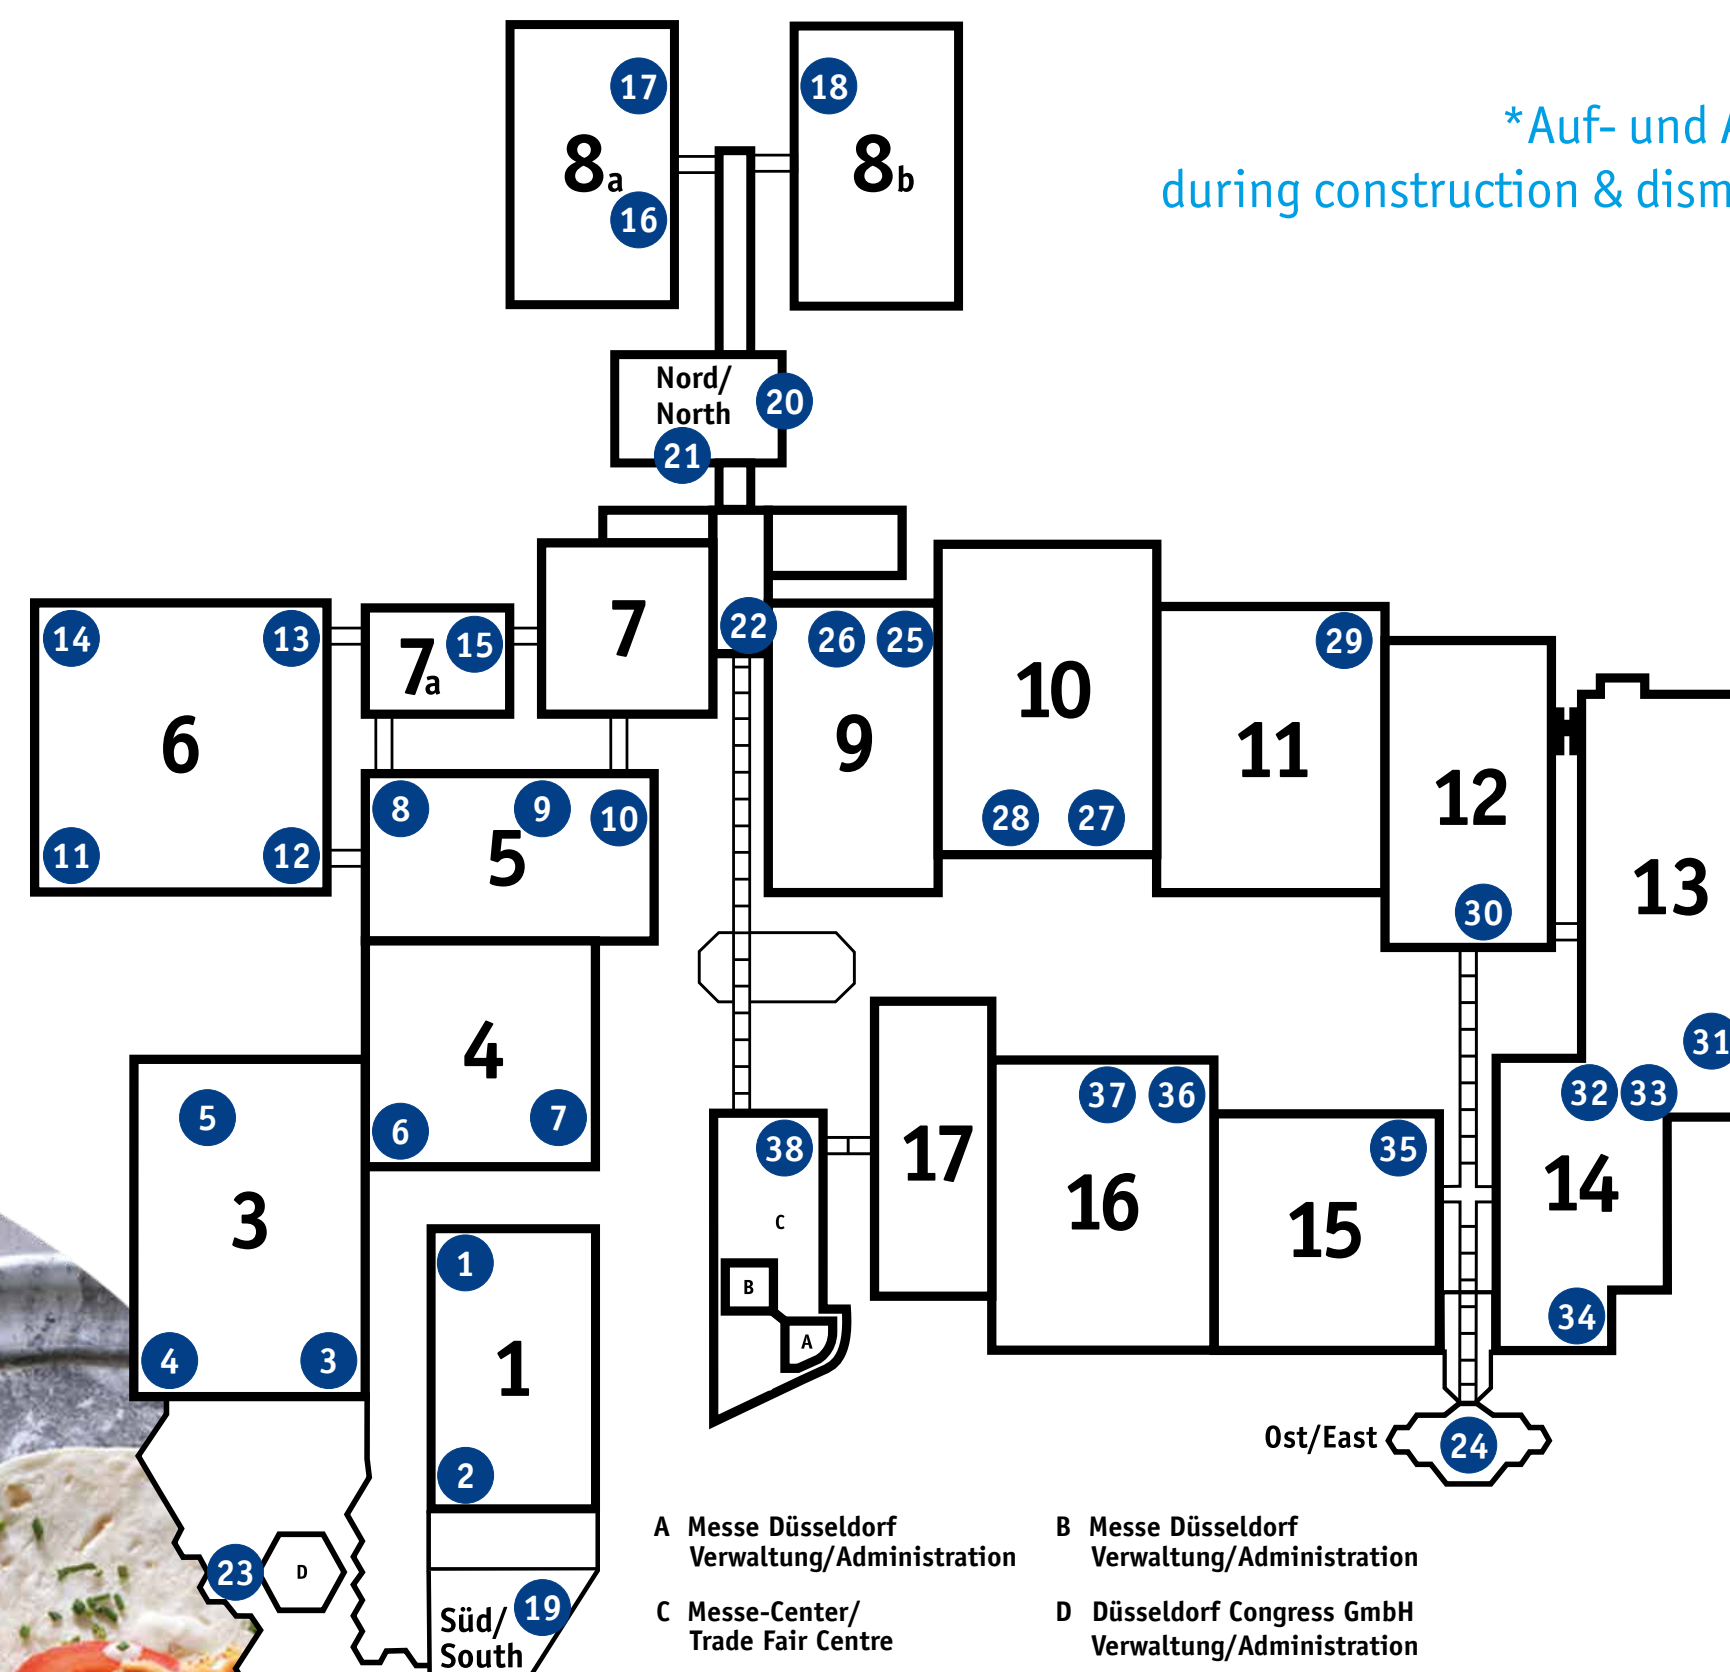 17
18
*Auf- und A
8a
8b
during construction & dism
16
Nord/
North
20
21
7
22
14
13
7a
15
26
25
29
10
6
9
11
12
8
9
10
28
27
5
11
12
13
30
4
31
5
6
7
37
36
32
33
38
17
35
3
C
16
15
14
1
B
34
A
4
3
1
Ost/East
24
2
A Messe Düsseldorf
Verwaltung/Administration
B Messe Düsseldorf
Verwaltung/Administration
23
D
19
Süd/
South
C Messe-Center/
Trade Fair Centre
D Düsseldorf Congress GmbH
Verwaltung/Administration